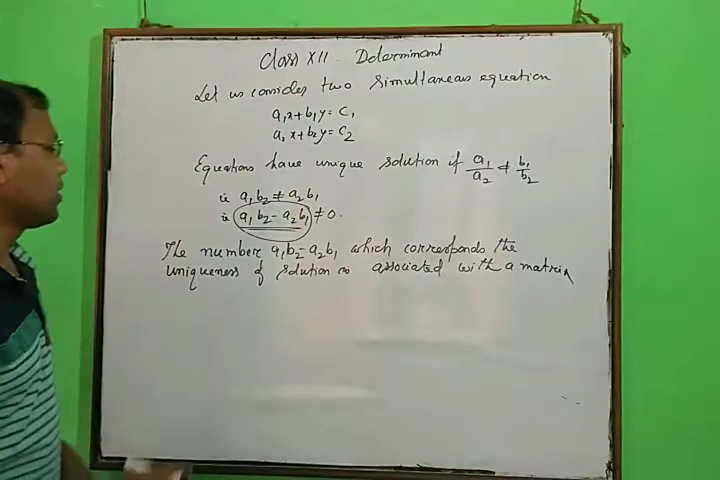 Class XII. Determinant
Let us consider two simultaneous equation
a₁x+b₁y = C₁
a₂x+b₂y = C₂
Equations have unique solution if a₁/a₂ ≠ b₁/b₂
ie a₁b₂ ≠ a₂b₁
ie a₁b₂ - a₂b₁ ≠ 0.
The number a₁b₂-a₂b₁ which corresponds the
uniqueness of solution is associated with a matrix